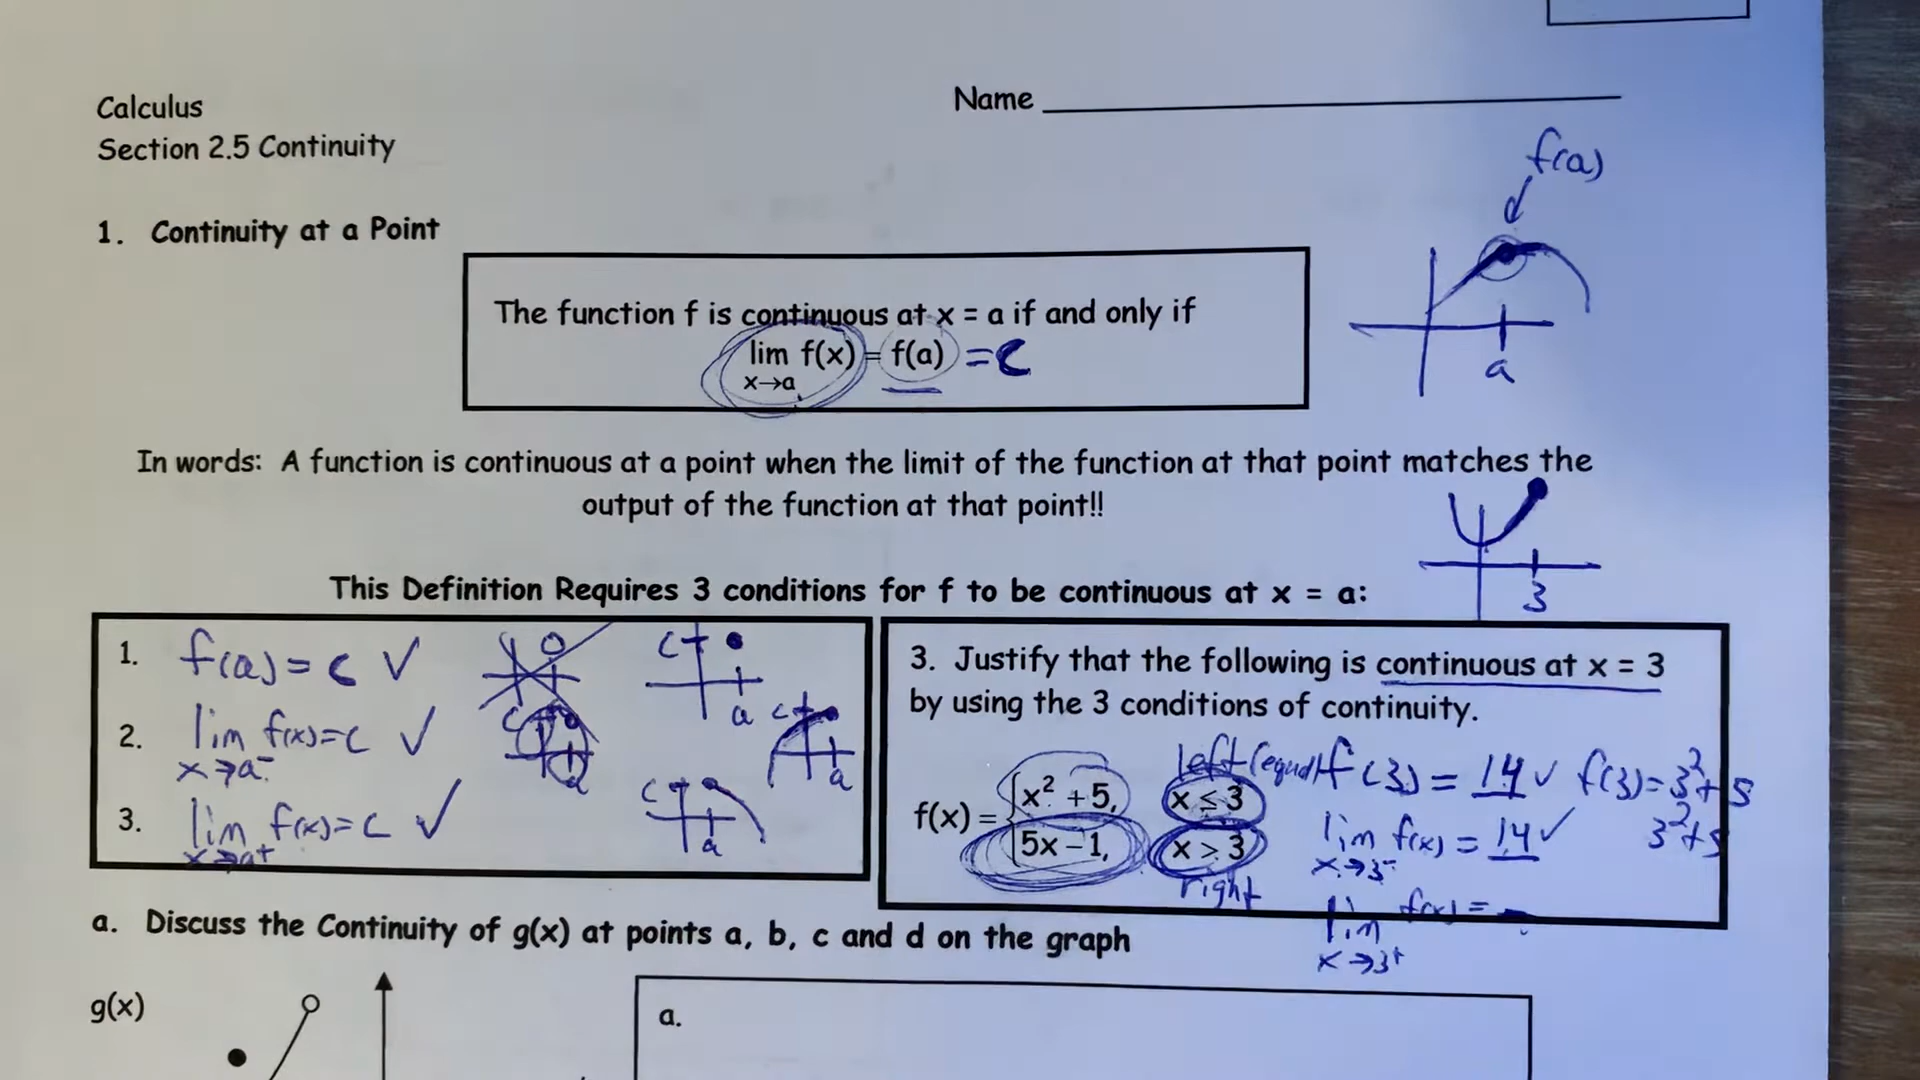 Calculus
Name
Section 2.5 Continuity
f(a)
1. Continuity at a Point
The function f is continuous at x = a if and only if
lim f(x) = f(a) = C
x→a
a
In words: A function is continuous at a point when the limit of the function at that point matches the
output of the function at that point!!
3
This Definition Requires 3 conditions for f to be continuous at x = a:
1. f(a) = C ✓
C
a
2. lim f(x) = C ✓
x→a⁻
C
a
C
a
3. lim f(x) = C ✓
x→a⁺
C
a
3. Justify that the following is continuous at x = 3
by using the 3 conditions of continuity.
left (equal)
f(x) = { x² + 5, x ≤ 3
5x – 1, x > 3
right
f(3) = 14 ✓ f(3) = 3² + 5
3² + 5
lim f(x) = 14 ✓
x→3⁻
lim f(x) =
x→3⁺
a. Discuss the Continuity of g(x) at points a, b, c and d on the graph
g(x)
a.